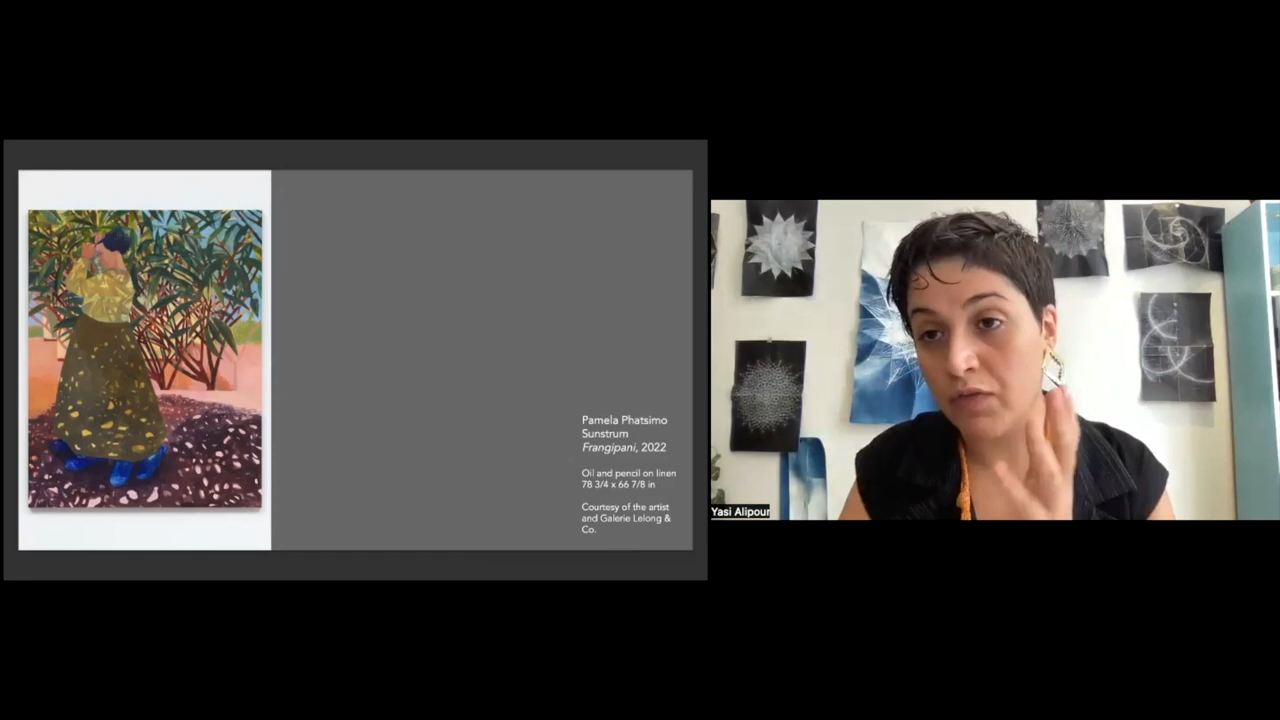 Pamela Phatsimo
Sunstrum
Frangipani, 2022
Oil and pencil on linen
78 3/4 x 66 7/8 in
Courtesy of the artist
and Galerie Lelong &
Co.
Yasi Alipour